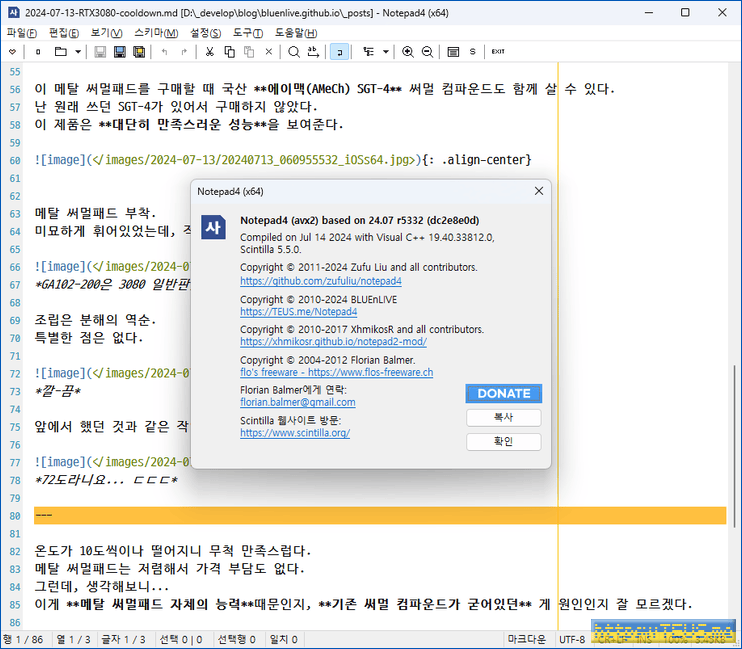 2024-07-13-RTX3080-cooldown.md [D:\_develop\blog\bluenlive.github.io\_posts] - Notepad4 (x64)
파일(F) 편집(E) 보기(V) 스키마(M) 설정(S) 도구(T) 도움말(H)
S EXIT
55
56 이 메탈 써멀패드를 구매할 때 국산 **에이맥(AMeCh) SGT-4** 써멀 컴파운드도 함께 살 수 있다.
57 난 원래 쓰던 SGT-4가 있어서 구매하지 않았다.
58 이 제품은 **대단히 만족스러운 성능**을 보여준다.
59
60 ![image](</images/2024-07-13/20240713_060955532_iOSs64.jpg>){: .align-center}
61
62
63 메탈 써멀패드 부착.
64 미묘하게 휘어있었는데,
65
66 ![image](</images/2024-0
67 *GA102-200은 3080 일반판
68
69 조립은 분해의 역순.
70 특별한 점은 없다.
71
72 ![image](</images/2024-0
73 *깔-끔*
74
75 앞에서 했던 것과 같은 작
76
77 ![image](</images/2024-0
78 *72도라니요... ㄷㄷㄷ*
79
80 ---
81
82 온도가 10도씩이나 떨어지니 무척 만족스럽다.
83 메탈 써멀패드는 저렴해서 가격 부담도 없다.
84 그런데, 생각해보니...
85 이게 **메탈 써멀패드 자체의 능력**때문인지, **기존 써멀 컴파운드가 굳어있던** 게 원인인지 잘 모르겠다.
86
Notepad4 (x64)
사
Notepad4 (avx2) based on 24.07 r5332 (dc2e8e0d)
Compiled on Jul 14 2024 with Visual C++ 19.40.33812.0,
Scintilla 5.5.0.
Copyright © 2011-2024 Zufu Liu and all contributors.
https://github.com/zufuliu/notepad4
Copyright © 2010-2024 BLUEnLIVE
https://TEUS.me/Notepad4
Copyright © 2010-2017 XhmikosR and all contributors.
https://xhmikosr.github.io/notepad2-mod/
Copyright © 2004-2012 Florian Balmer.
flo's freeware - https://www.flos-freeware.ch
Florian Balmer에게 연락:
florian.balmer@gmail.com
Scintilla 웹사이트 방문:
https://www.scintilla.org/
DONATE
복사
확인
행 1 / 86 열 1 / 3 글자 1 / 3 선택 0 | 0 선택행 0 일치 0 마크다운 UTF-8